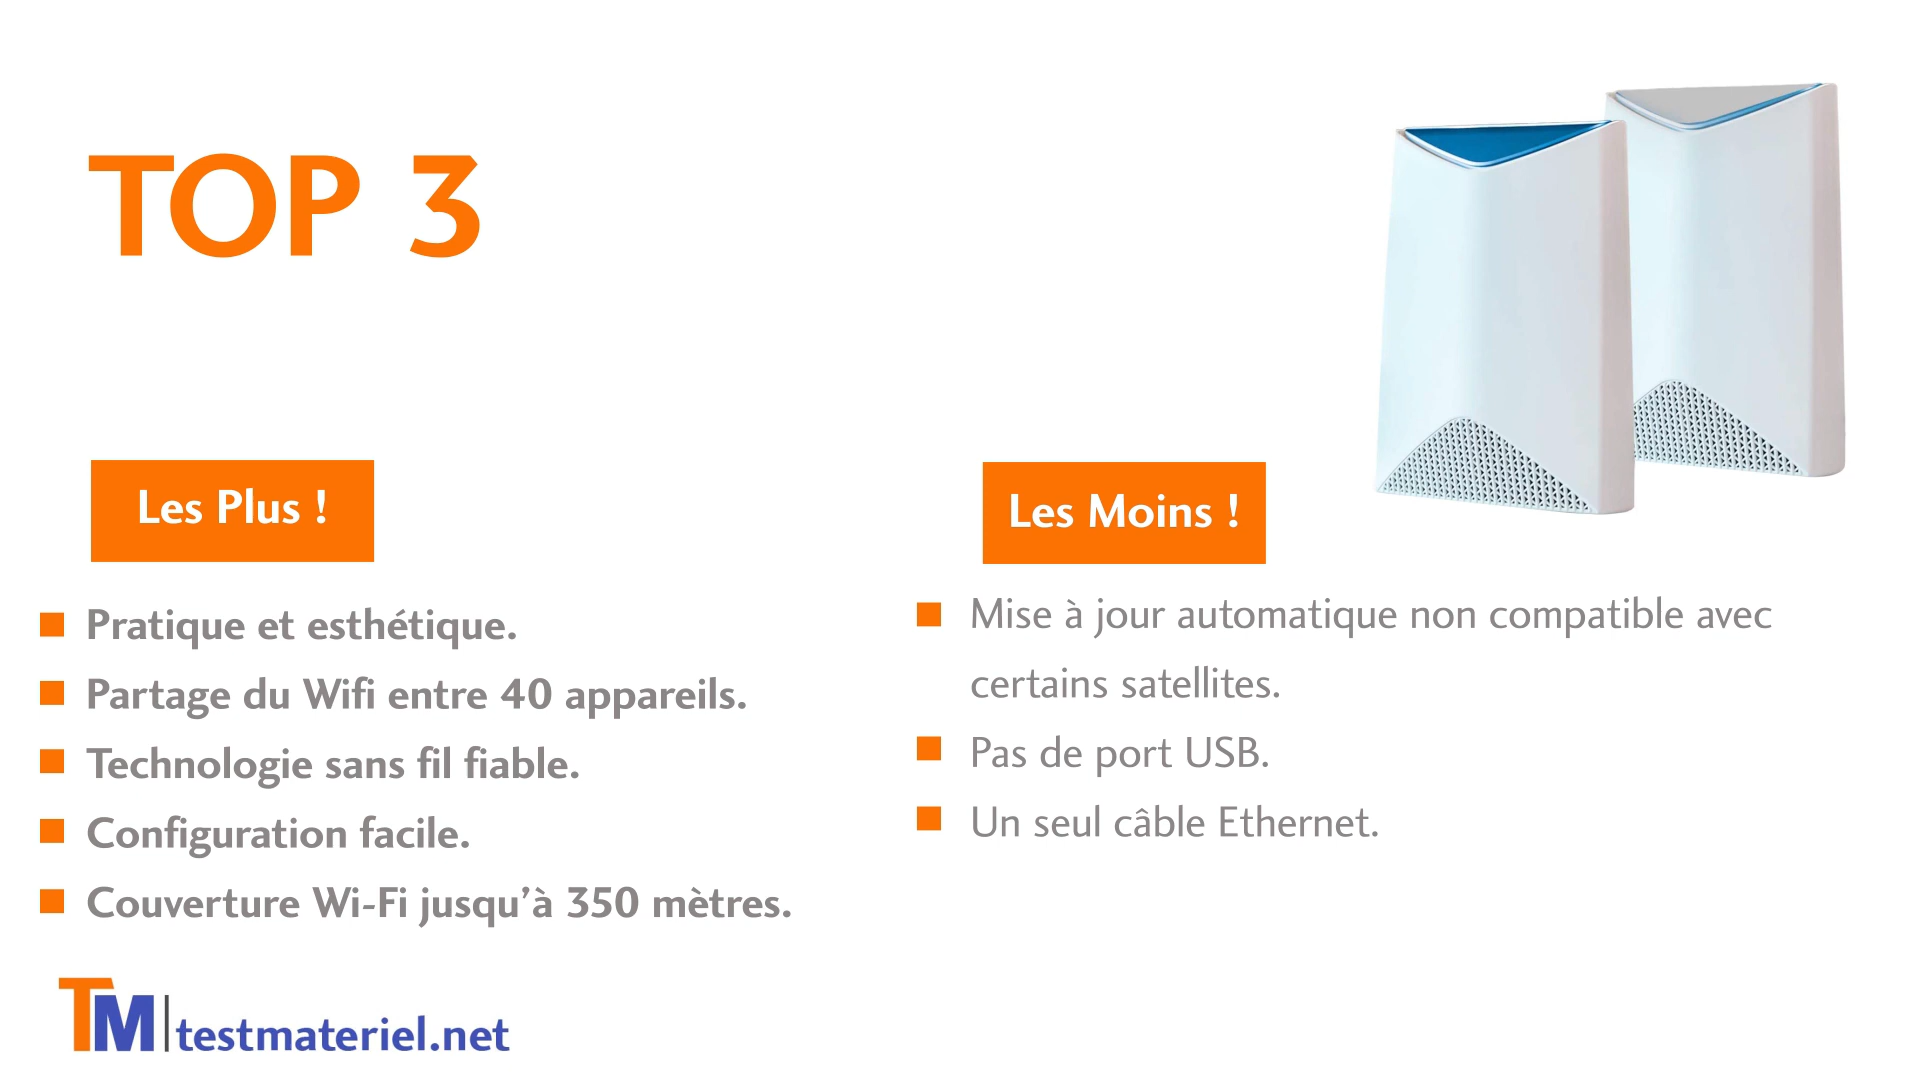 TOP 3
Les Plus !
Pratique et esthétique.
Partage du Wifi entre 40 appareils.
Technologie sans fil fiable.
Configuration facile.
Couverture Wi-Fi jusqu’à 350 mètres.
Les Moins !
Mise à jour automatique non compatible avec
certains satellites.
Pas de port USB.
Un seul câble Ethernet.
TM|testmateriel.net